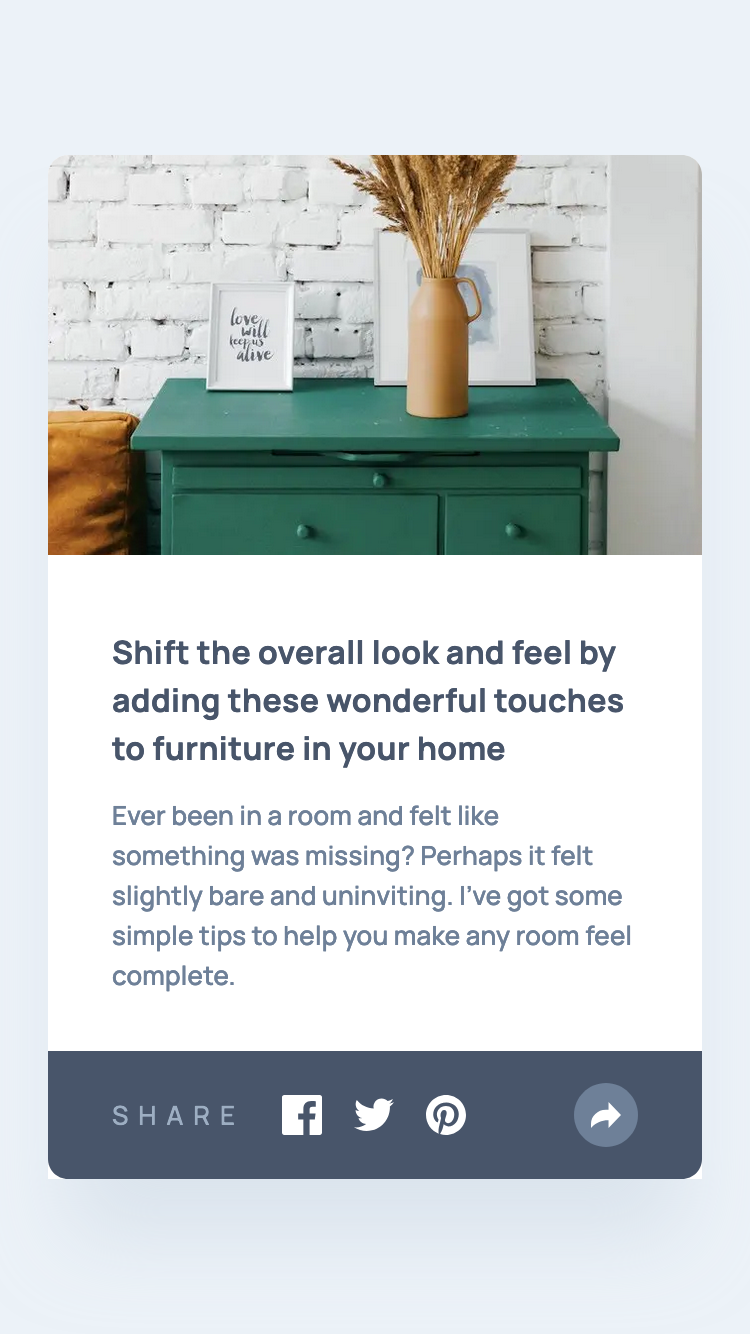 love
will
keep us
alive
Shift the overall look and feel by
adding these wonderful touches
to furniture in your home
Ever been in a room and felt like
something was missing? Perhaps it felt
slightly bare and uninviting. I’ve got some
simple tips to help you make any room feel
complete.
SHARE